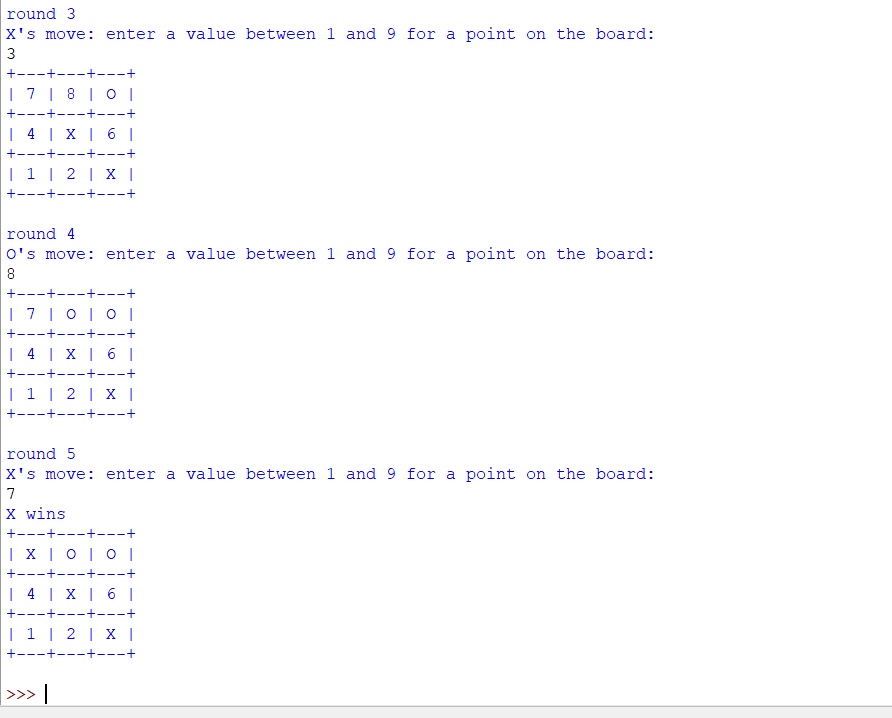 round 3
X's move: enter a value between 1 and 9 for a point on the board:
3
+---+---+---+
| 7 | 8 | O |
+---+---+---+
| 4 | X | 6 |
+---+---+---+
| 1 | 2 | X |
+---+---+---+

round 4
O's move: enter a value between 1 and 9 for a point on the board:
8
+---+---+---+
| 7 | O | O |
+---+---+---+
| 4 | X | 6 |
+---+---+---+
| 1 | 2 | X |
+---+---+---+

round 5
X's move: enter a value between 1 and 9 for a point on the board:
7
X wins
+---+---+---+
| X | O | O |
+---+---+---+
| 4 | X | 6 |
+---+---+---+
| 1 | 2 | X |
+---+---+---+

>>>